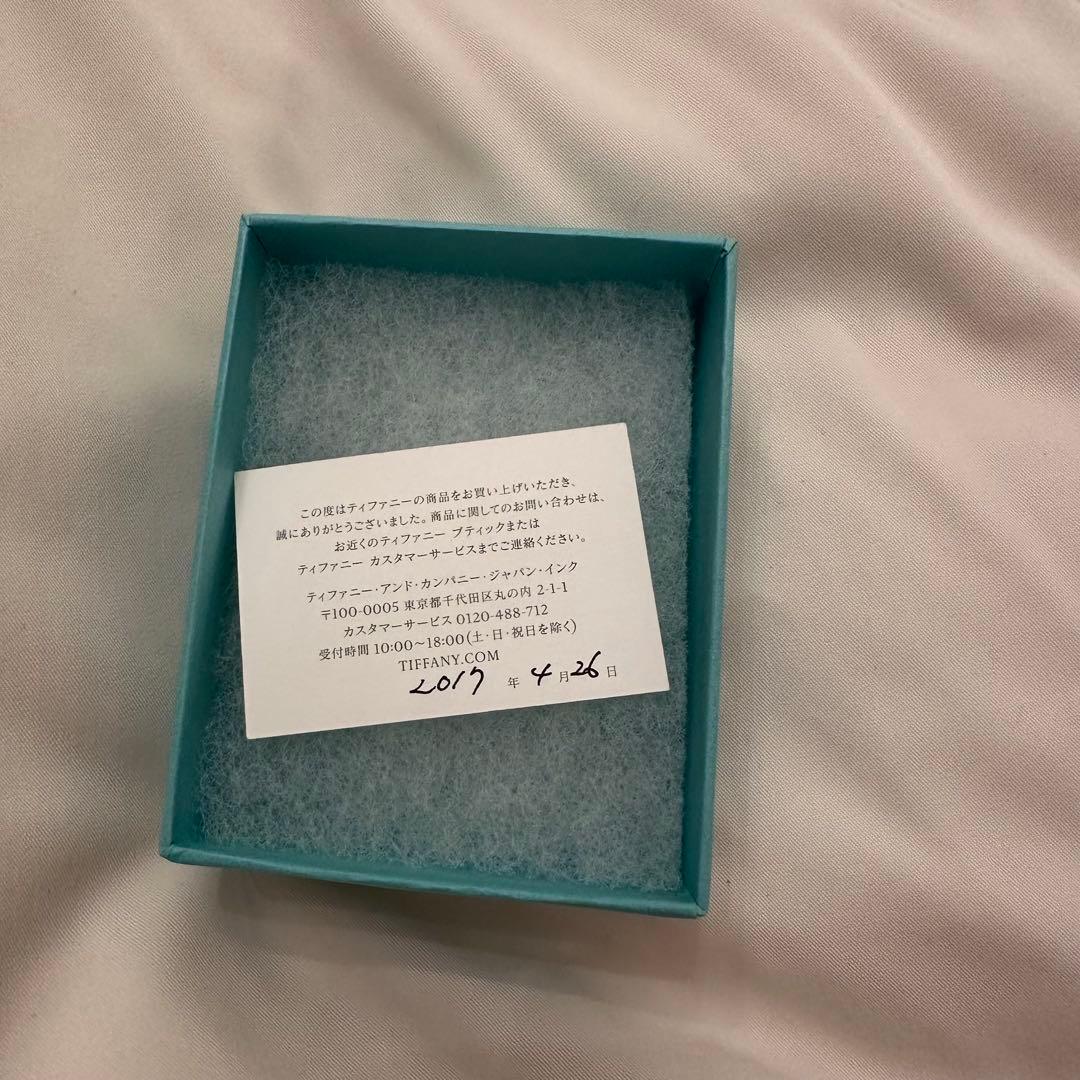 この度はティファニーの商品をお買い上げいただき、
誠にありがとうございました。商品に関してのお問い合わせは、
お近くのティファニー ブティックまたは
ティファニー カスタマーサービスまでご連絡ください。
ティファニー・アンド・カンパニー・ジャパン・インク
〒100-0005 東京都千代田区丸の内 2-1-1
カスタマーサービス 0120-488-712
受付時間 10:00〜18:00(土・日・祝日を除く)
TIFFANY.COM
2017 年 4 月 26 日